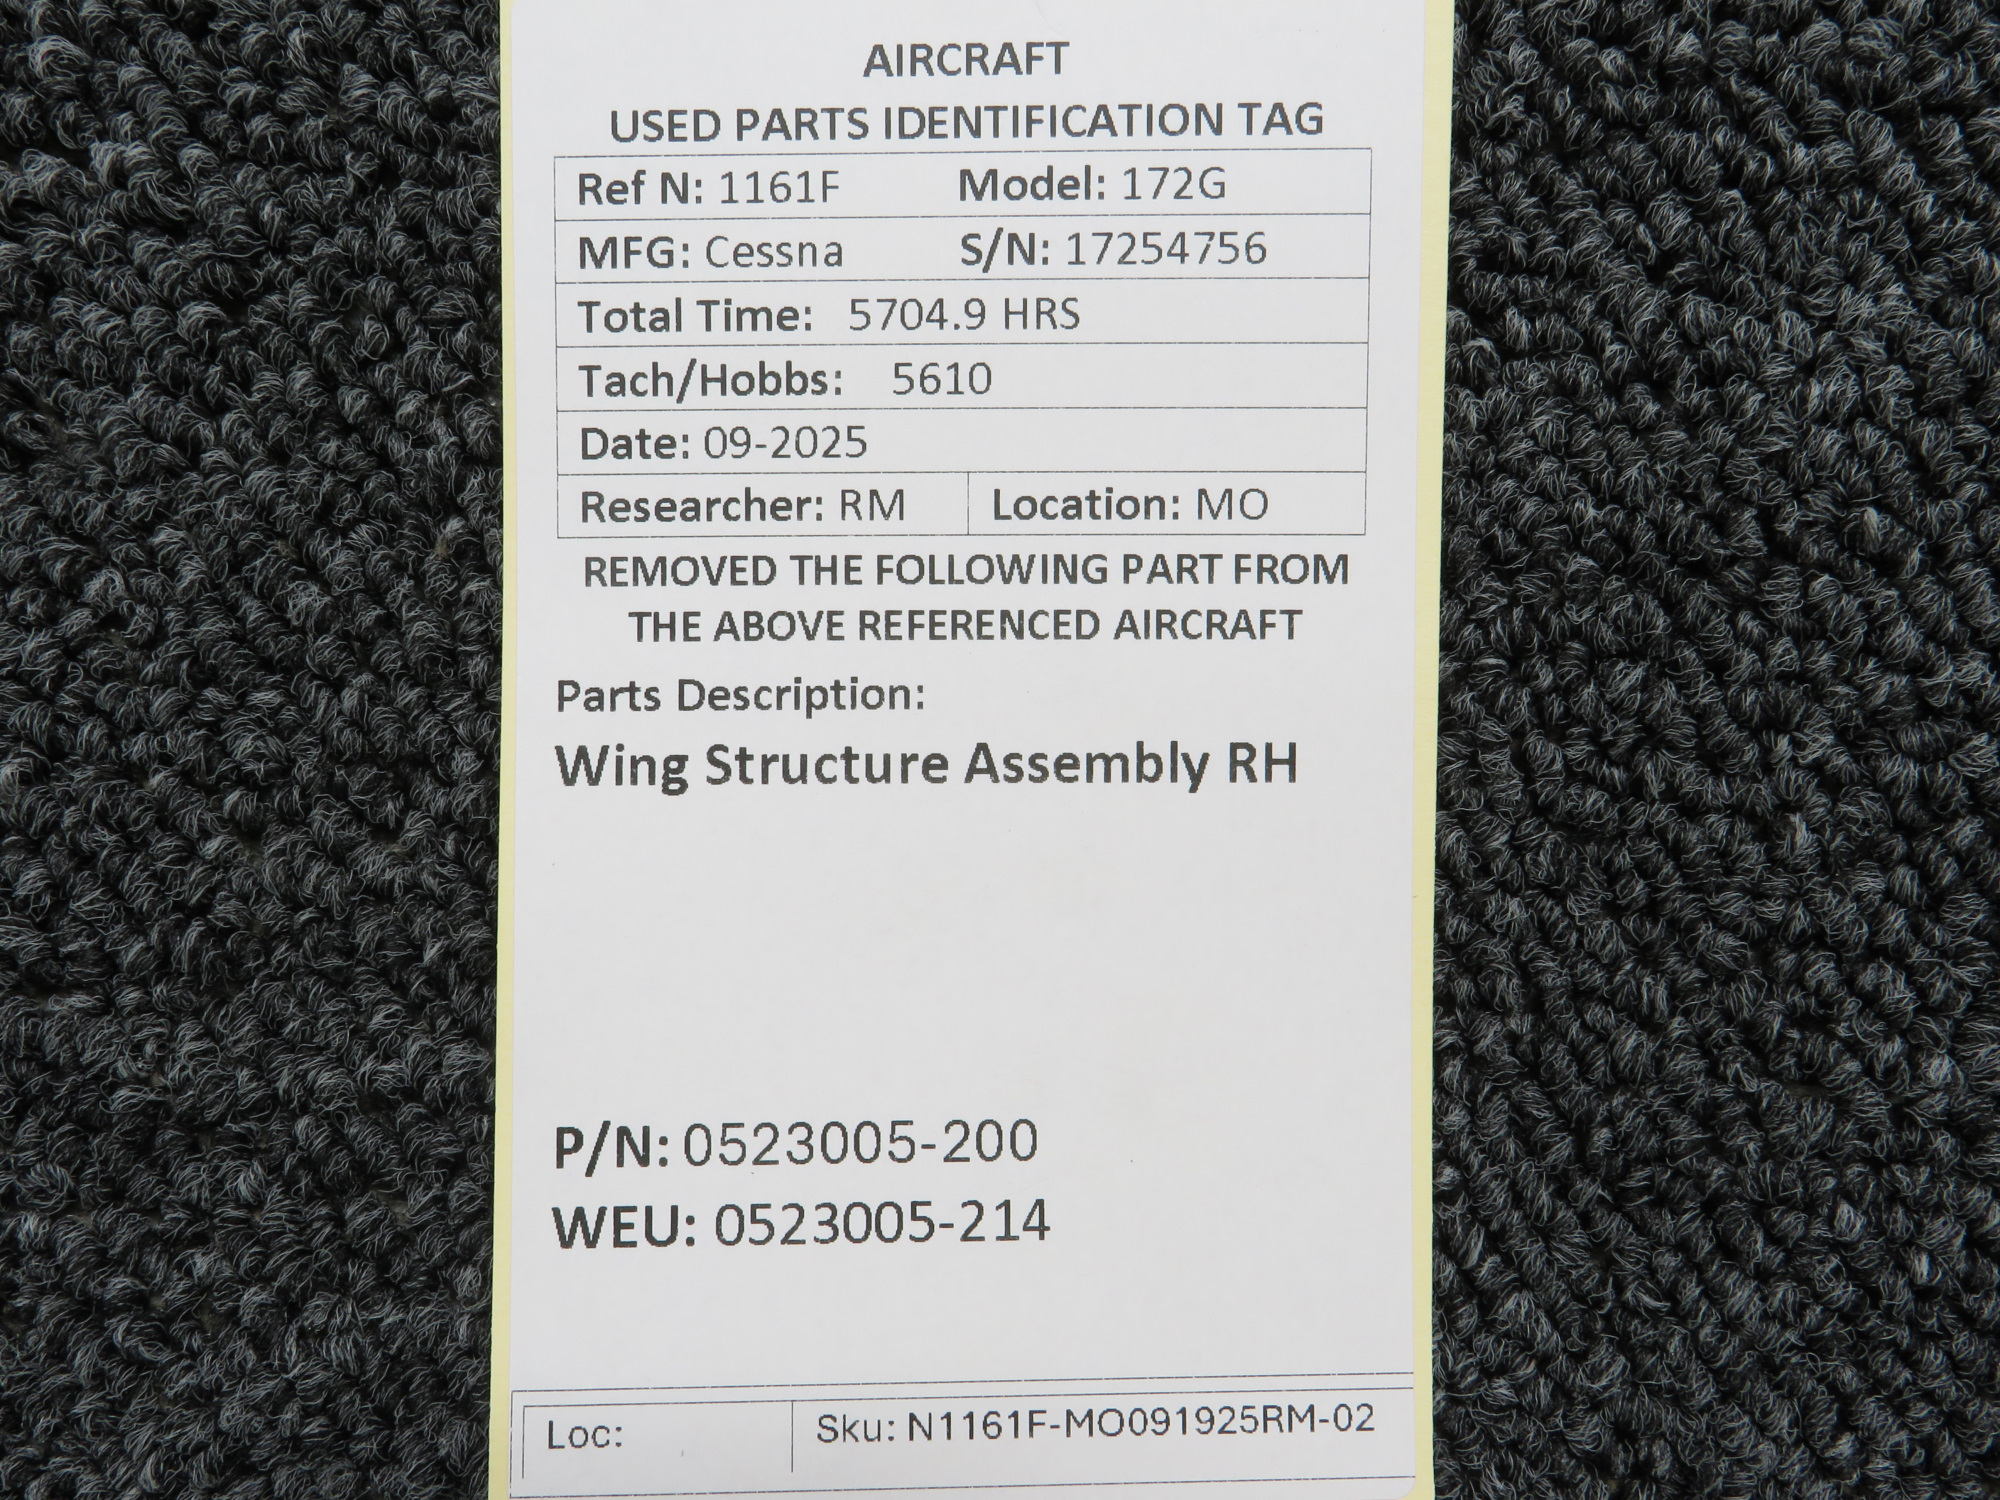 AIRCRAFT
USED PARTS IDENTIFICATION TAG
Ref N: 1161F Model: 172G
MFG: Cessna S/N: 17254756
Total Time: 5704.9 HRS
Tach/Hobbs: 5610
Date: 09-2025
Researcher: RM Location: MO
REMOVED THE FOLLOWING PART FROM
THE ABOVE REFERENCED AIRCRAFT
Parts Description:
Wing Structure Assembly RH
P/N: 0523005-200
WEU: 0523005-214
Loc: Sku: N1161F-MO091925RM-02